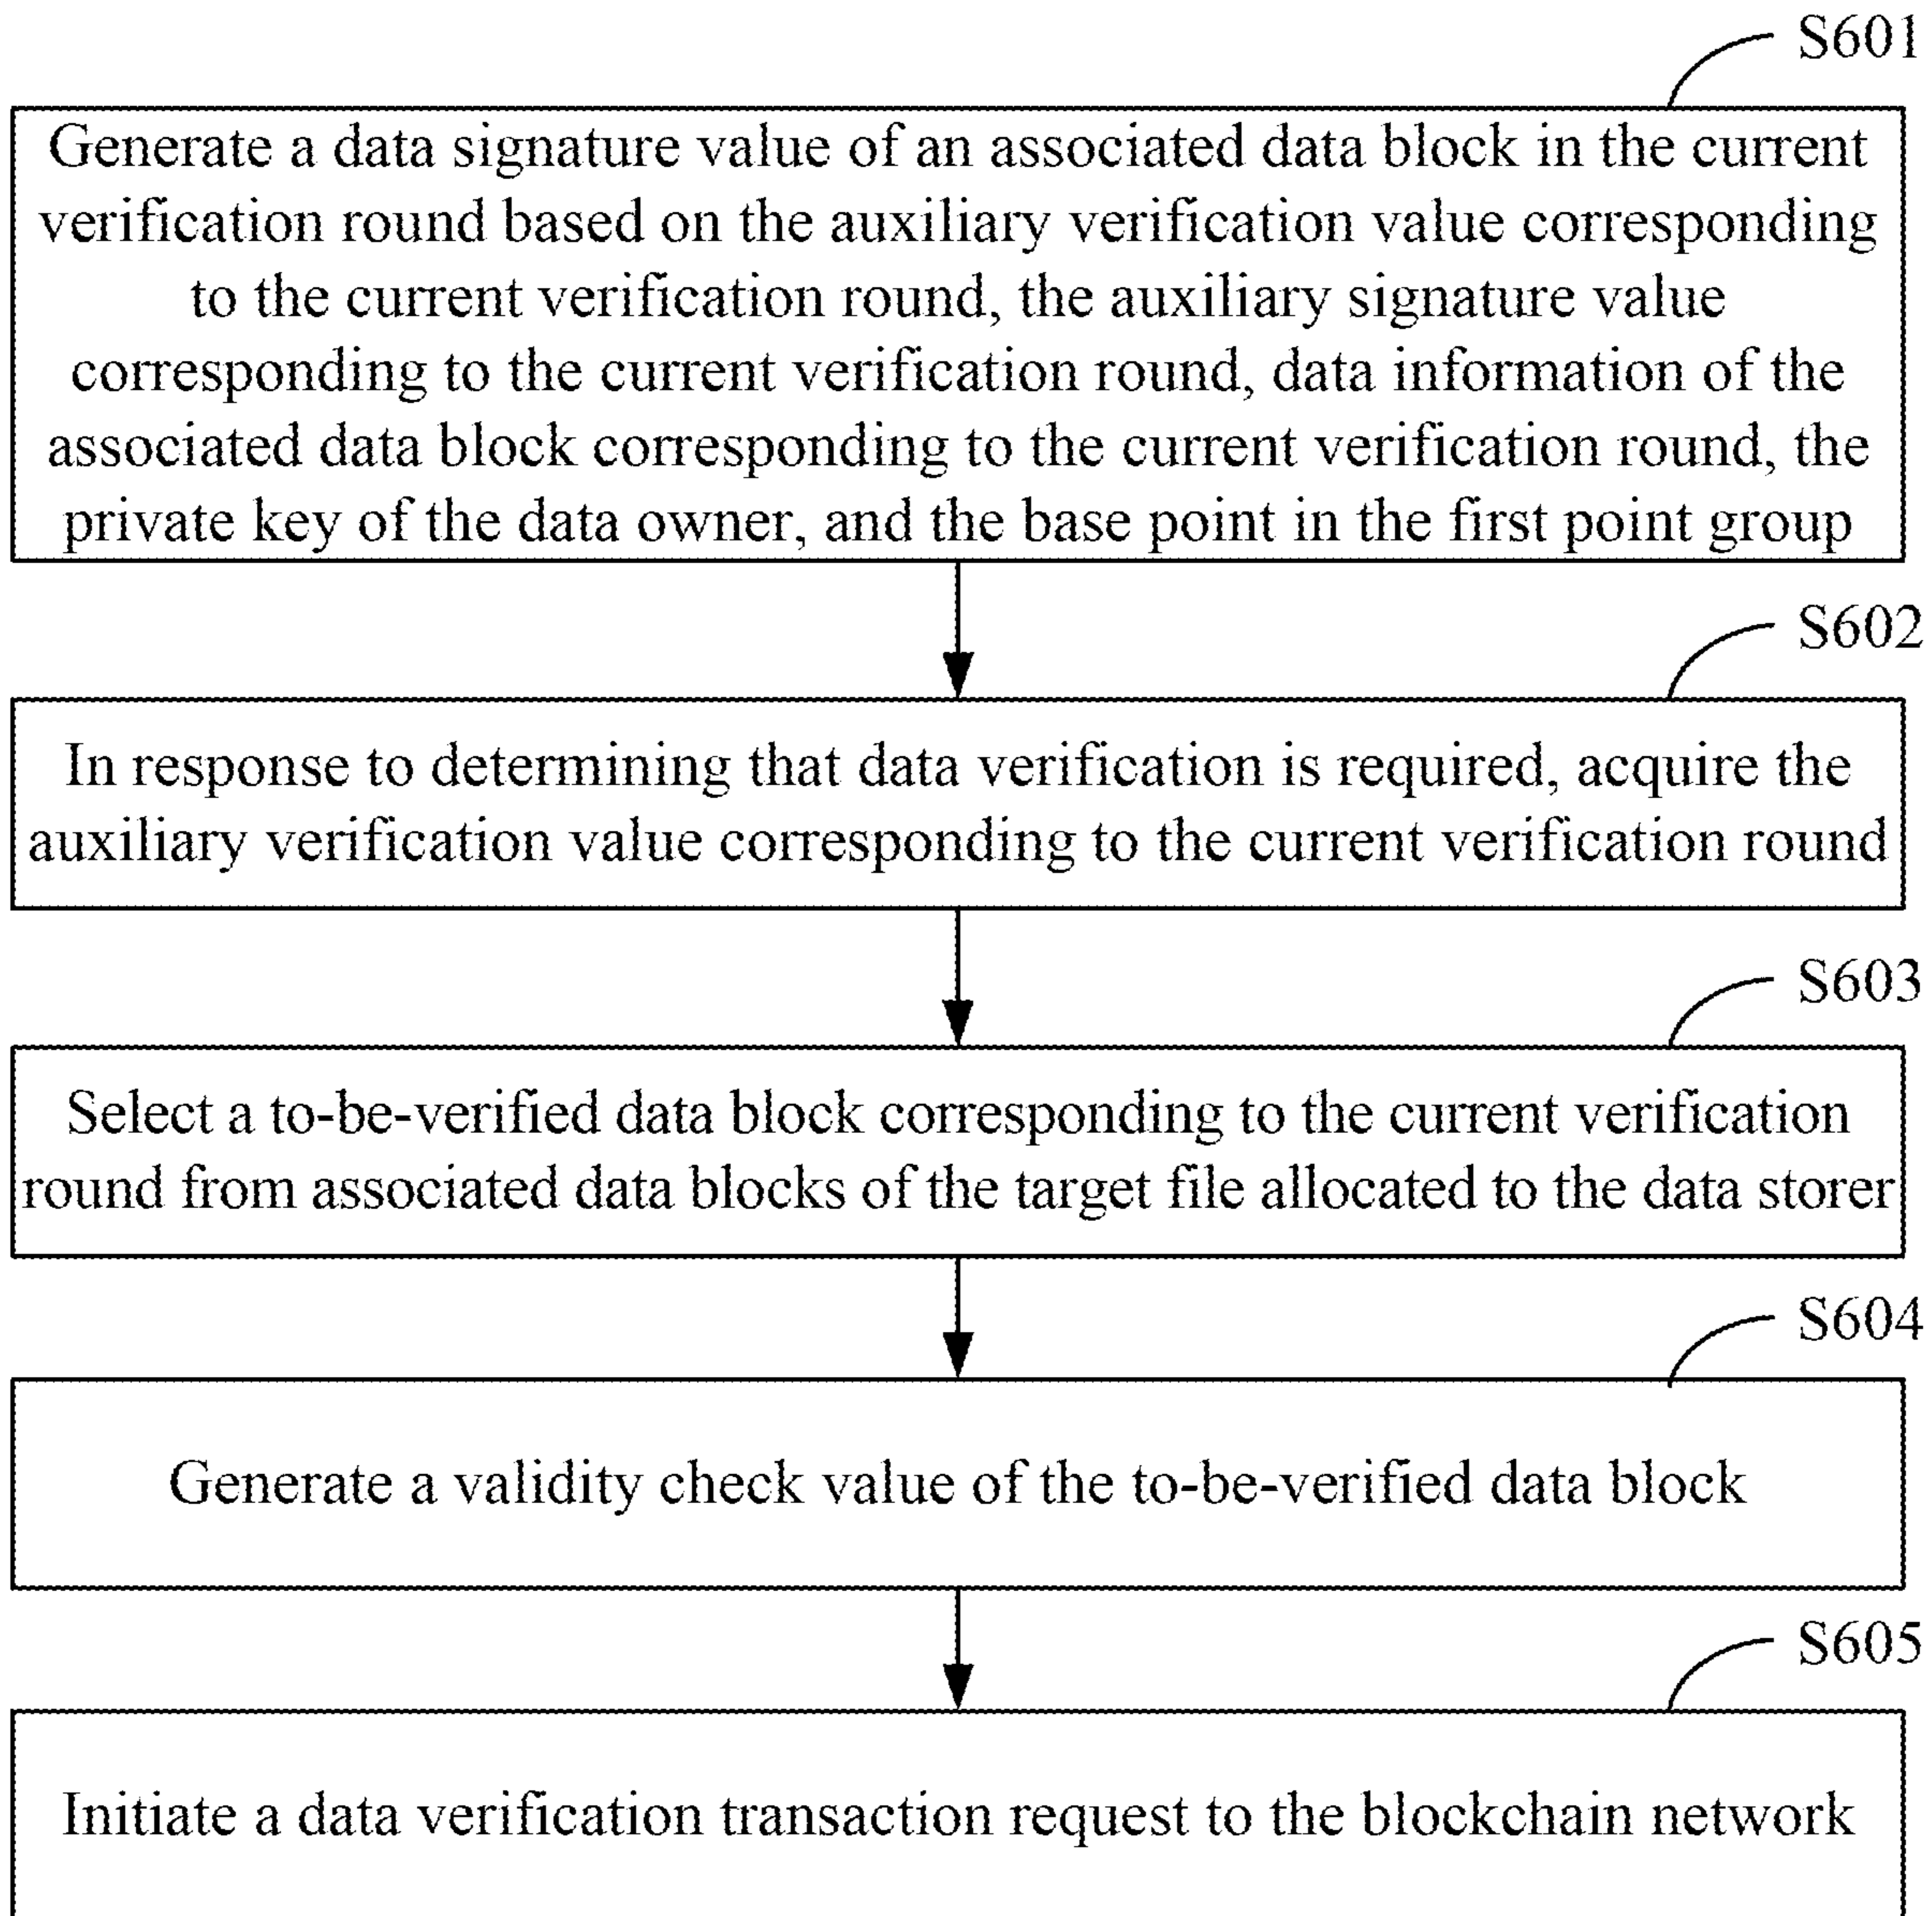 S601
Generate a data signature value of an associated data block in the current
verification round based on the auxiliary verification value corresponding
to the current verification round, the auxiliary signature value
corresponding to the current verification round, data information of the
associated data block corresponding to the current verification round, the
private key of the data owner, and the base point in the first point group
S602
In response to determining that data verification is required, acquire the
auxiliary verification value corresponding to the current verification round
S603
Select a to-be-verified data block corresponding to the current verification
round from associated data blocks of the target file allocated to the data storer
S604
Generate a validity check value of the to-be-verified data block
S605
Initiate a data verification transaction request to the blockchain network